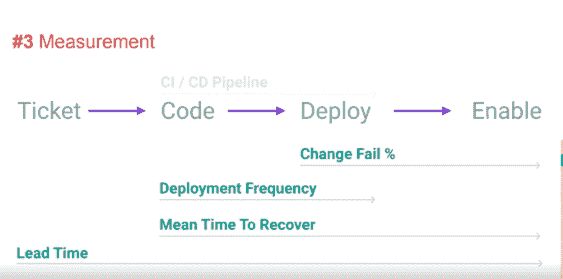 #3 Measurement
CI / CD Pipeline
Ticket Code Deploy Enable
Change Fail %
Deployment Frequency
Mean Time To Recover
Lead Time